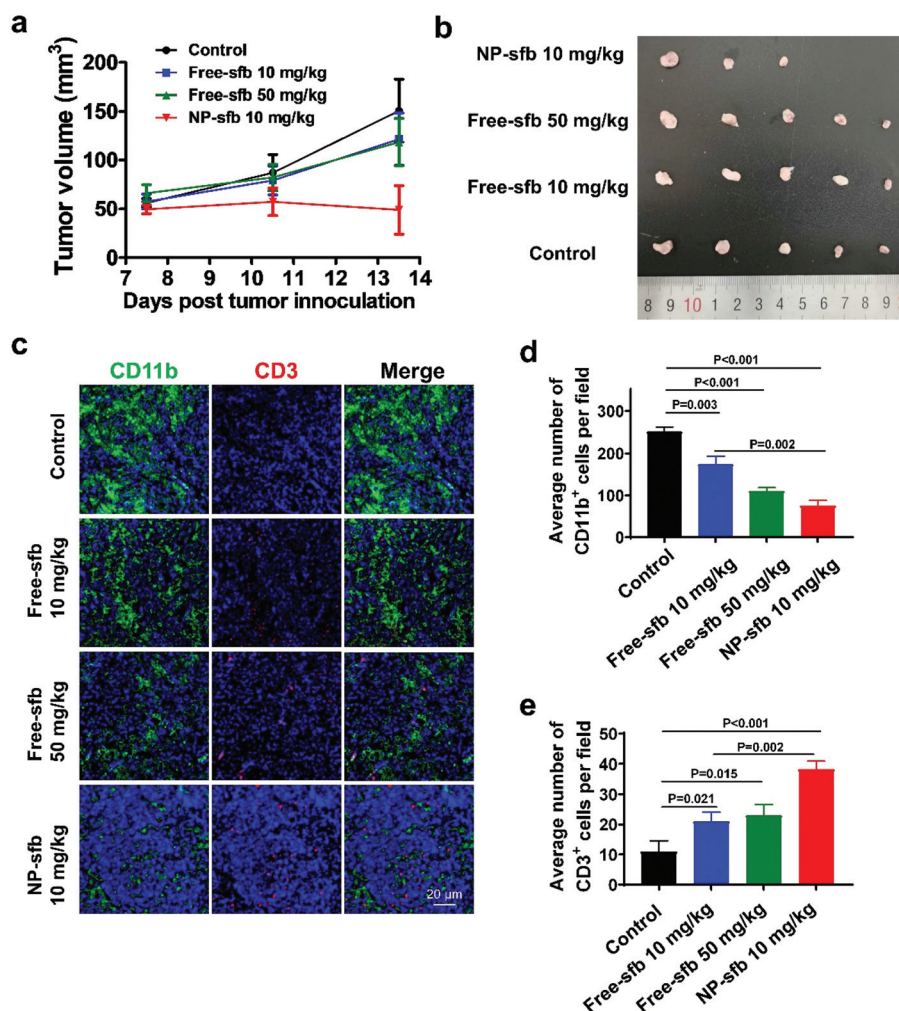 a
Tumor volume (mm³)
200
150
100
50
0
Control
Free-sfb 10 mg/kg
Free-sfb 50 mg/kg
NP-sfb 10 mg/kg
7 8 9 10 11 12 13 14
Days post tumor innoculation
b
NP-sfb 10 mg/kg
Free-sfb 50 mg/kg
Free-sfb 10 mg/kg
Control
8 9 10 1 2 3 4 5 6 7 8 9
c
CD11b CD3 Merge
Control
Free-sfb
10 mg/kg
Free-sfb
50 mg/kg
NP-sfb
10 mg/kg
20 µm
d
Average number of
CD11b⁺ cells per field
300
200
100
0
P<0.001
P<0.001
P=0.003
P=0.002
Control
Free-sfb 10 mg/kg
Free-sfb 50 mg/kg
NP-sfb 10 mg/kg
e
Average number of
CD3⁺ cells per field
50
40
30
20
10
0
P<0.001
P=0.002
P=0.015
P=0.021
Control
Free-sfb 10 mg/kg
Free-sfb 50 mg/kg
NP-sfb 10 mg/kg